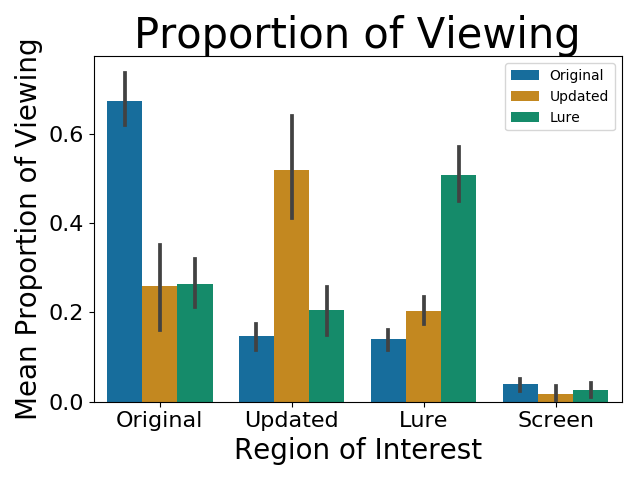 Proportion of Viewing
Mean Proportion of Viewing
0.6
0.4
0.2
0.0
Original
Updated
Lure
Original Updated Lure Screen
Region of Interest